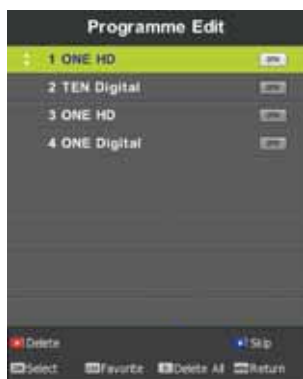 Programme Edit
1 ONE HD
2 TEN Digital
3 ONE HD
4 ONE Digital
Delete
Skip
Select Favorite Delete All Return